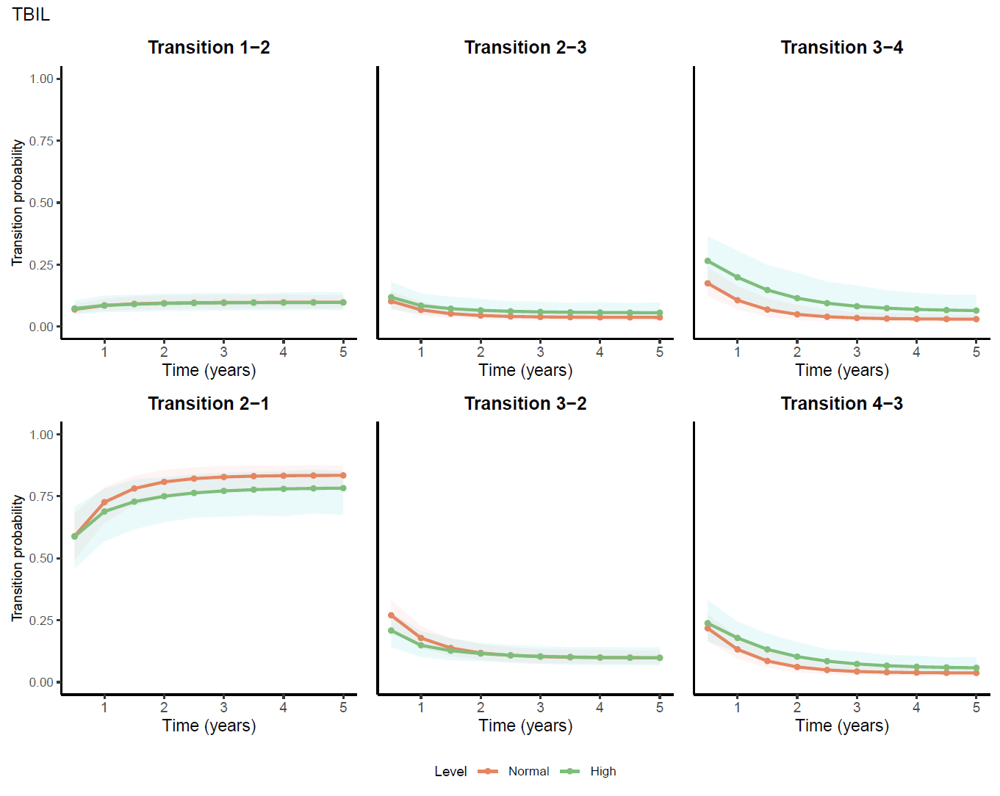 TBIL
Transition 1−2
Transition 2−3
Transition 3−4
Transition probability
1.00
0.75
0.50
0.25
0.00
1 2 3 4 5
1 2 3 4 5
1 2 3 4 5
Time (years)
Time (years)
Time (years)
Transition 2−1
Transition 3−2
Transition 4−3
Transition probability
1.00
0.75
0.50
0.25
0.00
1 2 3 4 5
1 2 3 4 5
1 2 3 4 5
Time (years)
Time (years)
Time (years)
Level Normal High